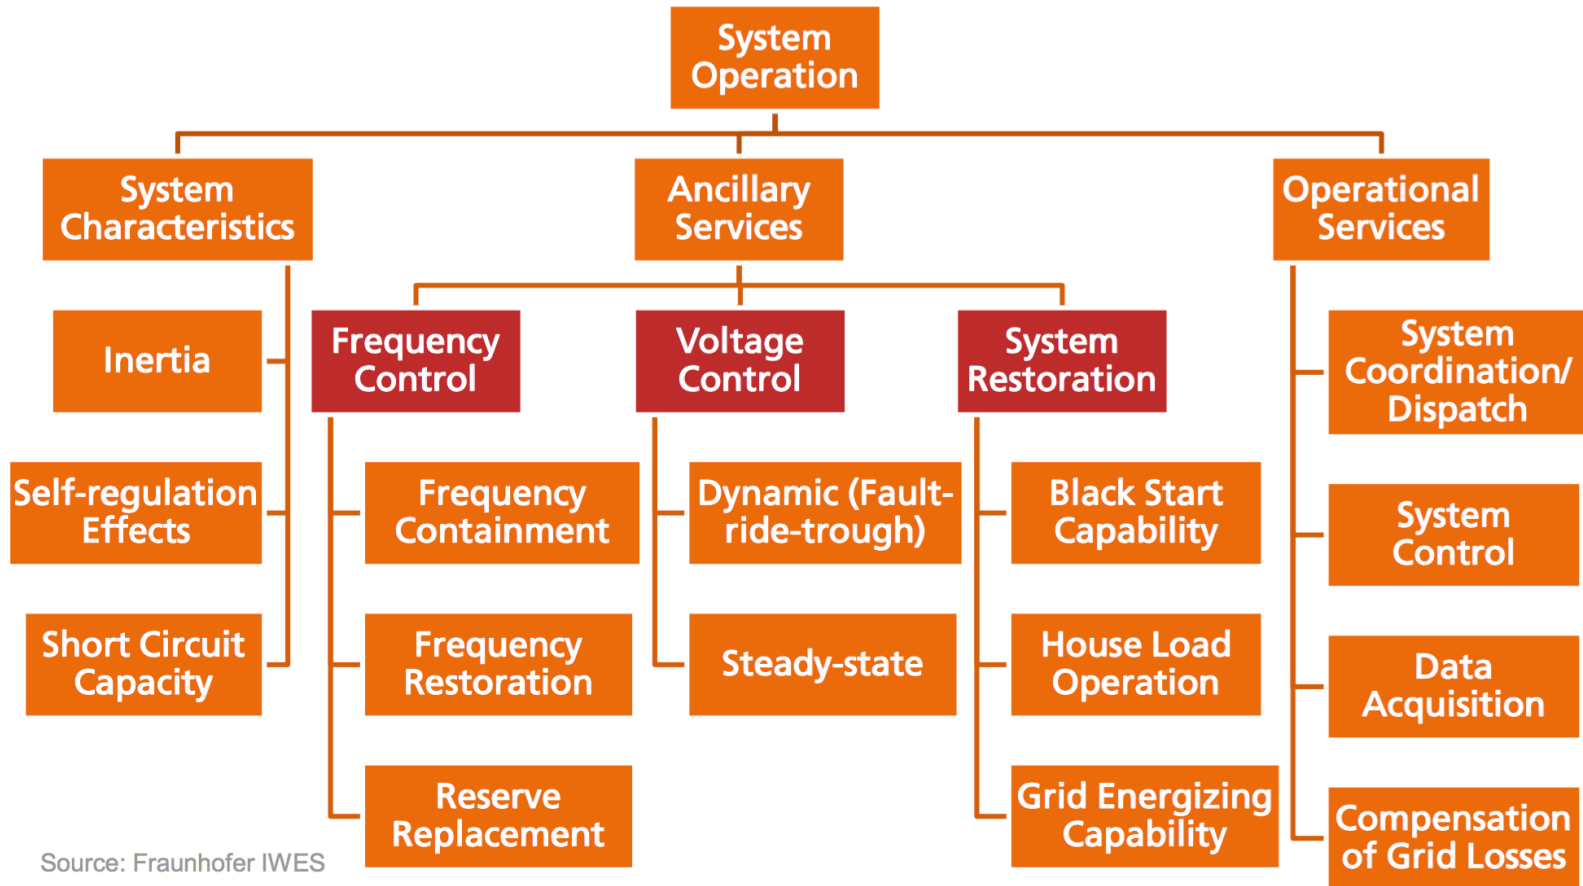 System
Operation
System
Characteristics
Ancillary
Services
Operational
Services
Inertia
Self-regulation
Effects
Short Circuit
Capacity
Frequency
Control
Frequency
Containment
Frequency
Restoration
Reserve
Replacement
Voltage
Control
Dynamic (Fault-
ride-trough)
Steady-state
System
Restoration
Black Start
Capability
House Load
Operation
Grid Energizing
Capability
System
Coordination/
Dispatch
System
Control
Data
Acquisition
Compensation
of Grid Losses
Source: Fraunhofer IWES